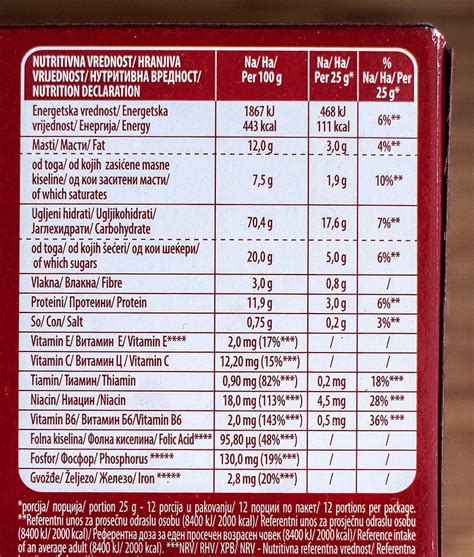 NUTRITIVNA VREDNOST/ HRANJIVA
VRIJEDNOST/ НУТРИТИВНА ВРЕДНОСТ/
NUTRITION DECLARATION
Na/ Ha/
Per 100 g
Na/ Ha/
Per 25 g*
%
Na/ Ha/ Per
25 g*
Energetska vrednost/ Energetska
vrijednost/ Енергија/ Energy
1867 kJ
443 kcal
468 kJ
111 kcal
6%**
Masti/ Масти/ Fat
12,0 g
3,0 g
4%**
od toga/ od kojih zasićene masne
kiseline/ од кои заситени масти/
of which saturates
7,5 g
1,9 g
10%**
Ugljeni hidrati/ Ugljikohidrati/
Јаглехидрати/ Carbohydrate
70,4 g
17,6 g
7%**
od toga/ od kojih šećeri/ од кои шеќери/
of which sugars
20,0 g
5,0 g
6%**
Vlakna/ Влакна/ Fibre
3,0 g
0,8 g
/
Proteini/ Протеини/ Protein
11,9 g
3,0 g
6%**
So/ Сол/ Salt
0,75 g
0,2 g
3%**
Vitamin E/ Витамин E/ Vitamin E****
2,0 mg (17%***)
/
/
Vitamin C/ Витамин Ц / Vitamin C
12,20 mg (15%***)
/
/
Tiamin/ Тиамин/ Thiamin
0,90 mg (82%***)
0,2 mg
18%***
Niacin/ Ниацин /Niacin
18,0 mg (113%***)
4,5 mg
28% ***
Vitamin B6/ Витамин Б6/Vitamin B6
2,0 mg (143%***)
0,5 mg
36% ***
Folna kiselina/ Фолна киселина/ Folic Acid****
95,80 µg (48%***)
/
/
Fosfor/ Фосфор/ Phosphorus *****
130,0 mg (19%***)
/
/
Gvožđe/ Željezo/ Железо/ Iron *****
2,8 mg (20%***)
/
/
*porcija/ порција/ portion 25 g - 12 porcija u pakovanju/ 12 порции по пакет/ 12 portions per package.
**Referentni unos za prosečnu odraslu osobu (8400 kJ/ 2000 kcal)/ Referentni unos za prosječnu odraslu osobu
(8400 kJ/ 2000 kcal)/ Референтна доза за еден просечен возрасен човек (8400 kJ/ 2000 kcal)/ Reference intake
of an average adult (8400 kJ/ 2000 kcal). ***NRV/ RHV/ ХРВ/ NRV - Nutritivna referentna vrednost/ Referentna